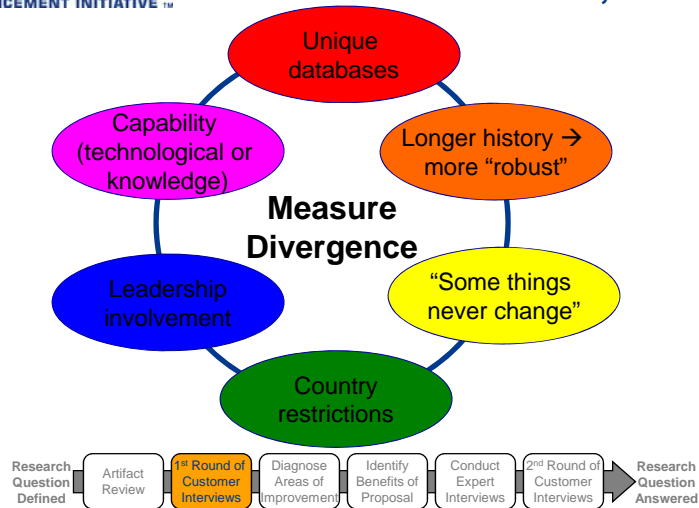 INITIATIVE ™
Unique
databases
Capability
(technological or
knowledge)
Longer history →
more “robust”
Measure
Divergence
Leadership
involvement
“Some things
never change”
Country
restrictions
Research
Question
Defined
Artifact
Review
1st Round of
Customer
Interviews
Diagnose
Areas of
Improvement
Identify
Benefits of
Proposal
Conduct
Expert
Interviews
2nd Round of
Customer
Interviews
Research
Question
Answered